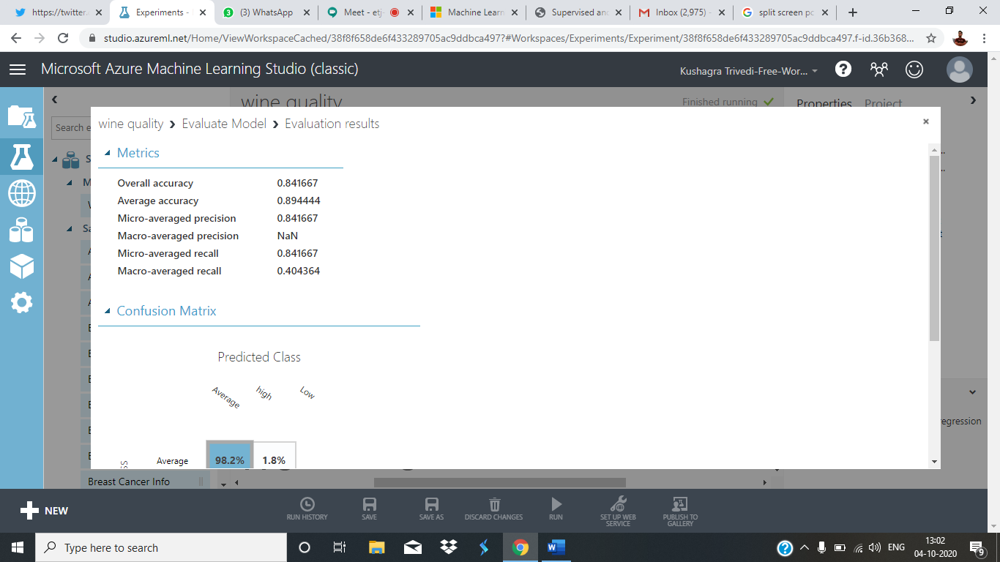 https://twitter.
Experiments -
(3) WhatsApp
Meet - etj-
Machine Learn
Supervised and
Inbox (2,975) -
split screen pc
studio.azureml.net/Home/ViewWorkspaceCached/38f8f658de6f433289705ac9ddbca497?#Workspaces/Experiments/Experiment/38f8f658de6f433289705ac9ddbca497.f-id.36b368...
Microsoft Azure Machine Learning Studio (classic)
Kushagra Trivedi-Free-Wor...
wine quality
Finished running
Properties Project
Search e
wine quality › Evaluate Model › Evaluation results
Metrics
Overall accuracy 0.841667
Average accuracy 0.894444
Micro-averaged precision 0.841667
Macro-averaged precision NaN
Micro-averaged recall 0.841667
Macro-averaged recall 0.404364
Confusion Matrix
Predicted Class
Average high Low
Average 98.2% 1.8%
egression
Breast Cancer Info
NEW
RUN HISTORY
SAVE
SAVE AS
DISCARD CHANGES
RUN
SET UP WEB
SERVICE
PUBLISH TO
GALLERY
Type here to search
ENG
13:02
04-10-2020
9